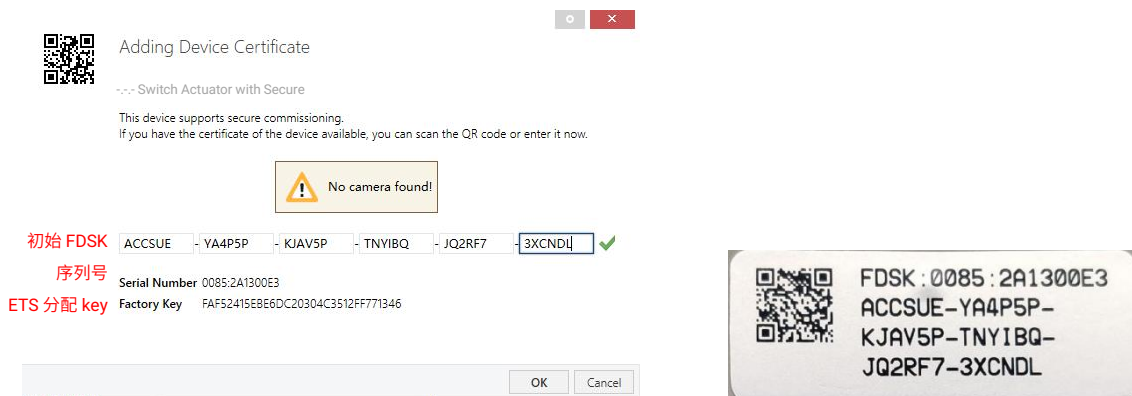 Adding Device Certificate
-.-.- Switch Actuator with Secure
This device supports secure commissioning.
If you have the certificate of the device available, you can scan the QR code or enter it now.
No camera found!
初始 FDSK ACCSUE - YA4P5P - KJAV5P - TNYIBQ - JQ2RF7 - 3XCNDL
序列号 Serial Number 0085:2A1300E3
ETS 分配 key Factory Key FAF52415EBE6DC20304C3512FF771346
OK Cancel
FDSK:0085:2A1300E3
ACCSUE-YA4P5P-
KJAV5P-TNYIBQ-
JQ2RF7-3XCNDL